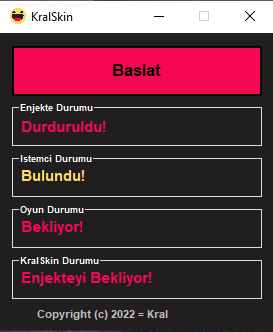 KralSkin
Baslat
Enjekte Durumu
Durduruldu!
Istemci Durumu
Bulundu!
Oyun Durumu
Bekliyor!
KralSkin Durumu
Enjekteyi Bekliyor!
Copyright (c) 2022 = Kral